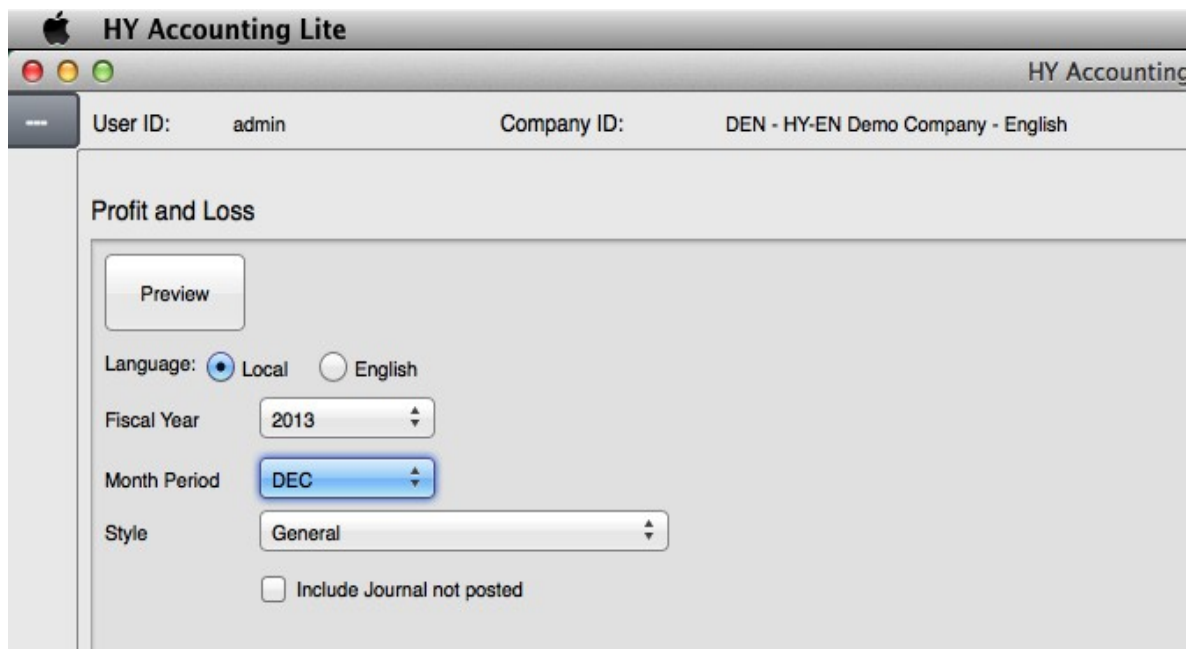 HY Accounting Lite
HY Accounting
--- User ID: admin Company ID: DEN - HY-EN Demo Company - English
Profit and Loss
Preview
Language: Local English
Fiscal Year 2013
Month Period DEC
Style General
Include Journal not posted